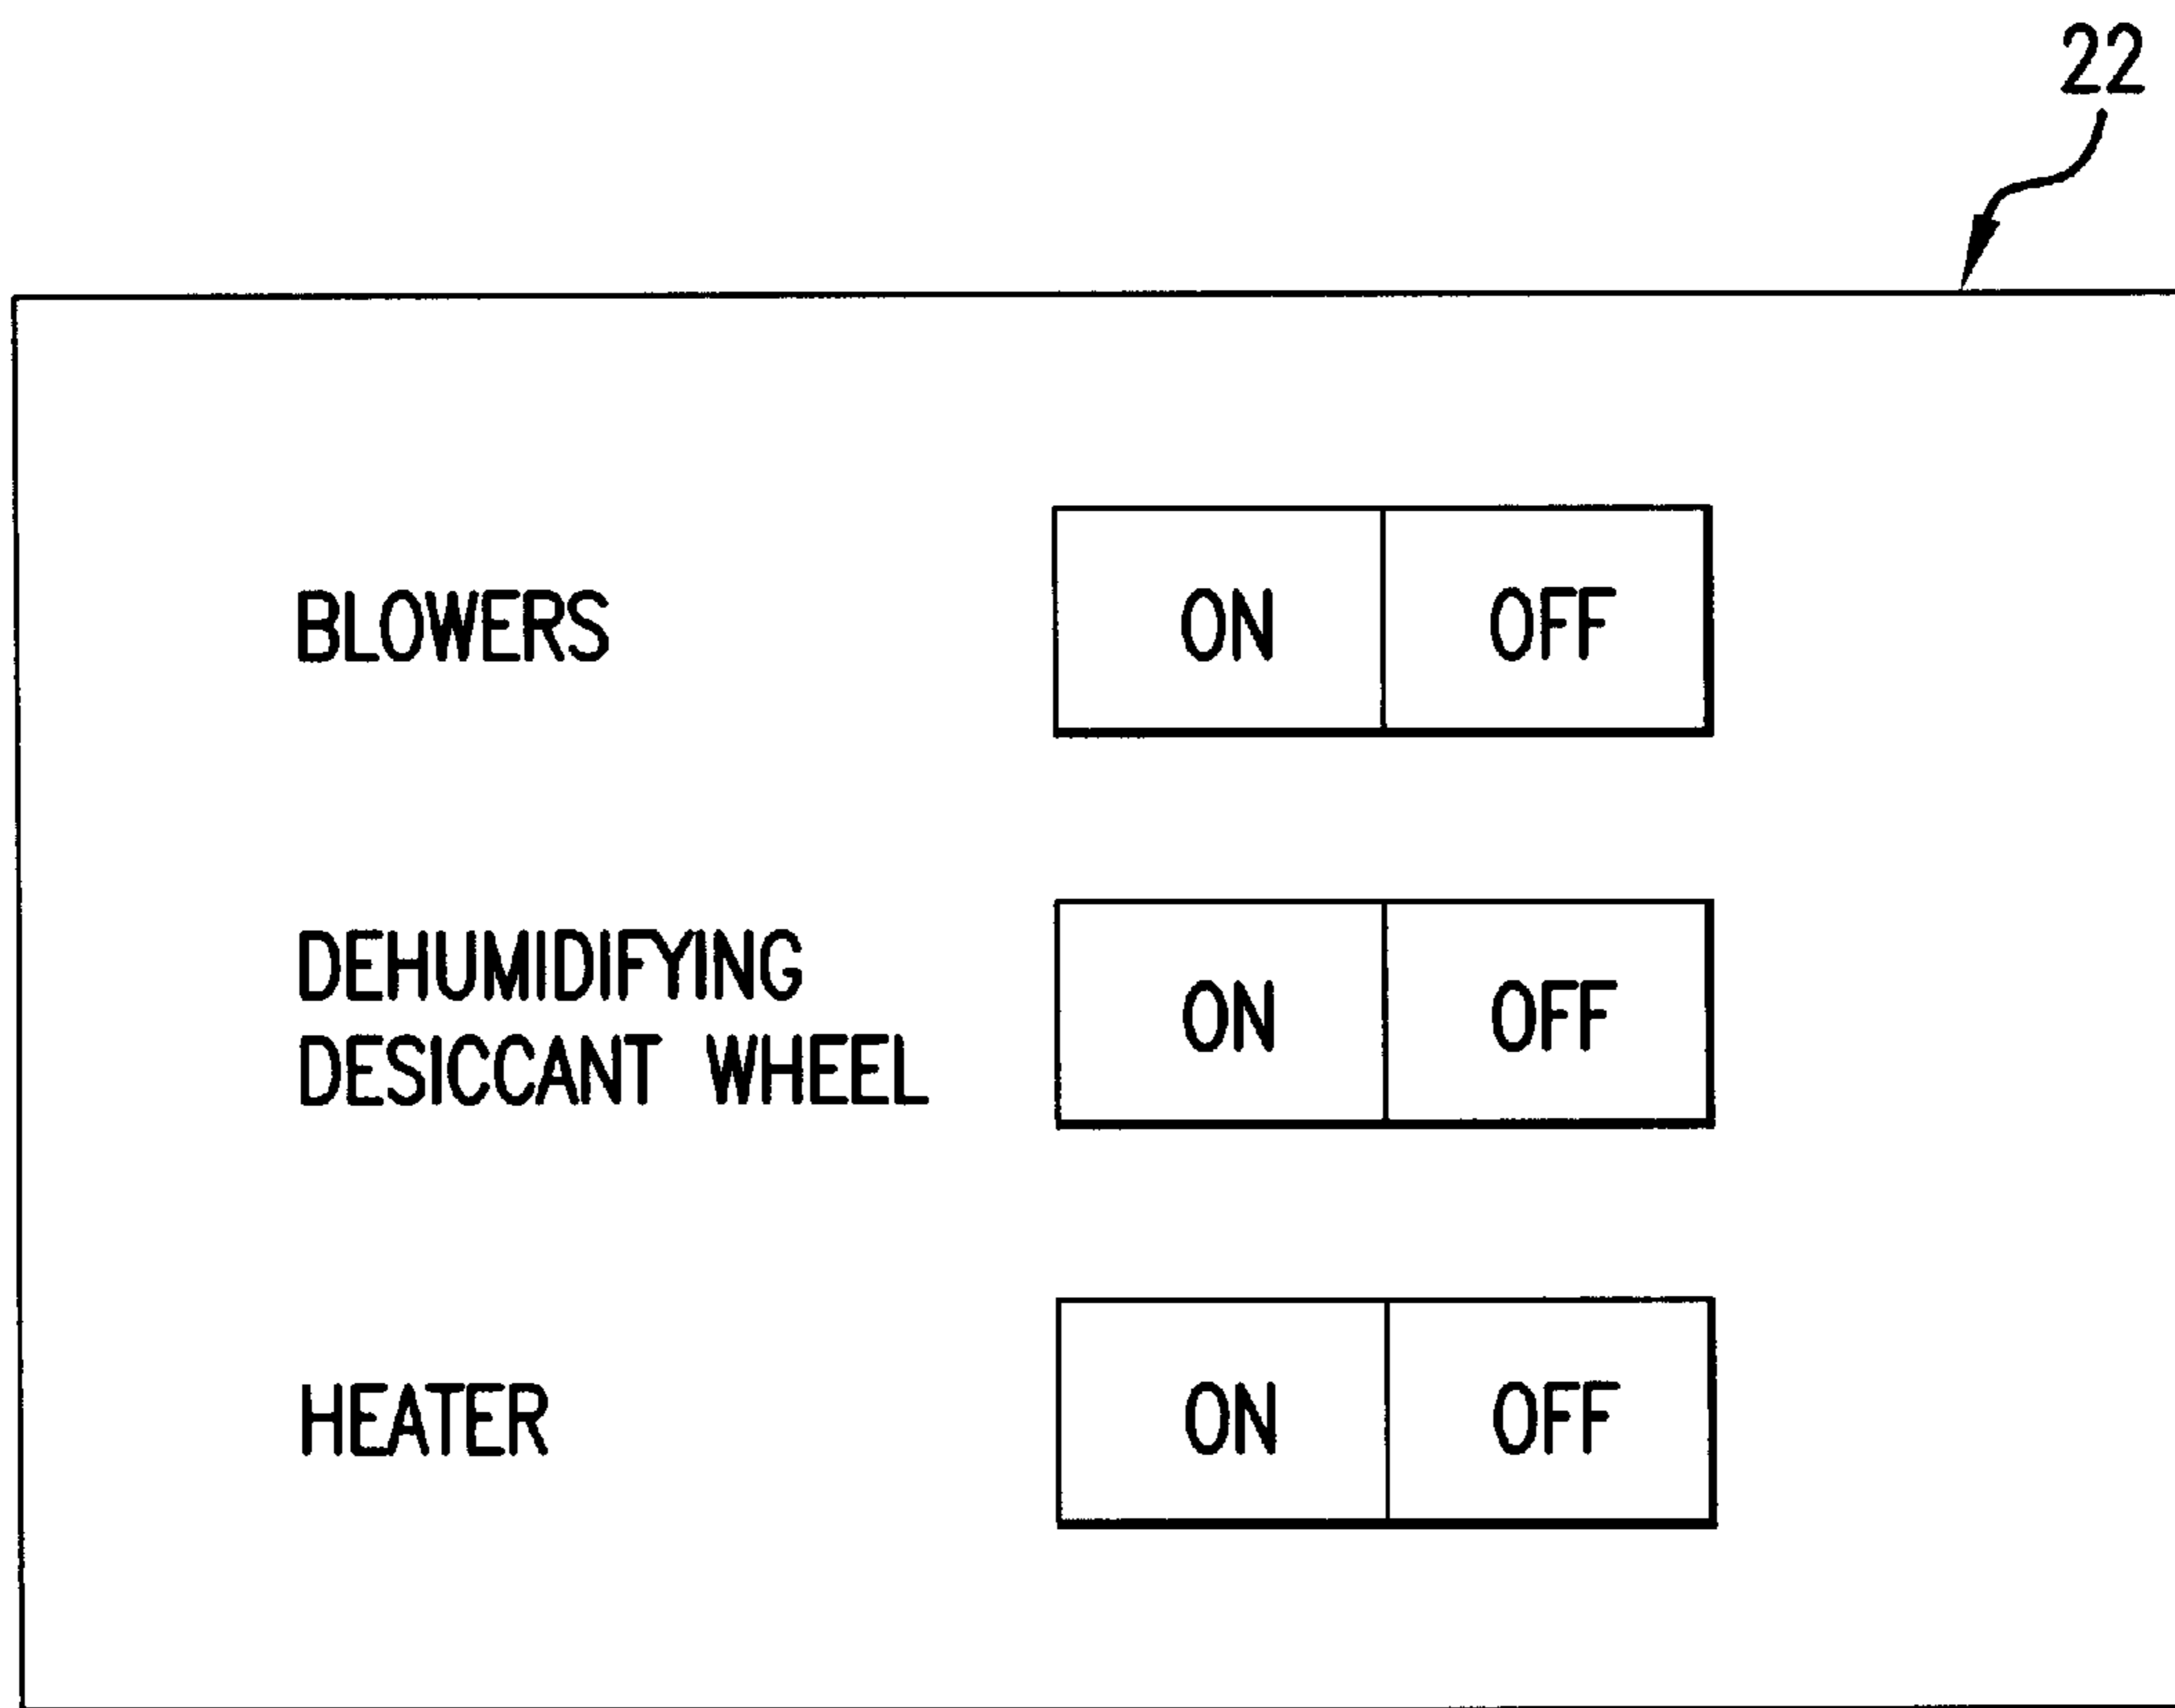 22
BLOWERS ON OFF
DEHUMIDIFYING
DESICCANT WHEEL ON OFF
HEATER ON OFF